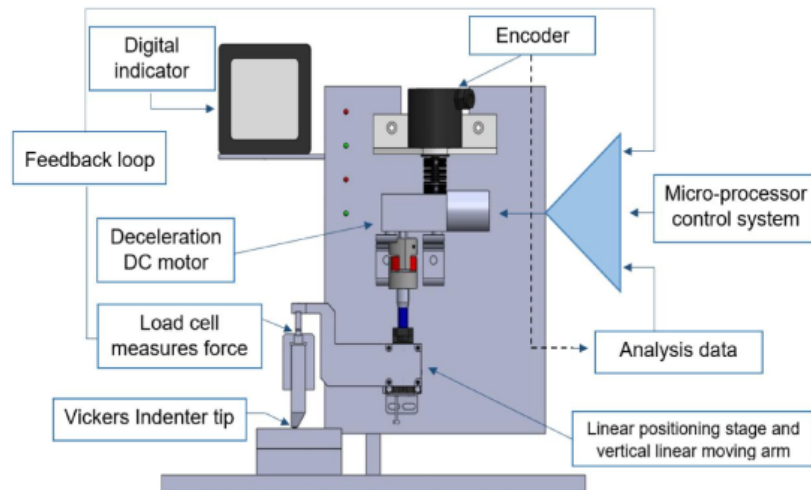 Digital
indicator
Encoder
Feedback loop
Micro-processor
control system
Deceleration
DC motor
Load cell
measures force
Analysis data
Vickers Indenter tip
Linear positioning stage and
vertical linear moving arm